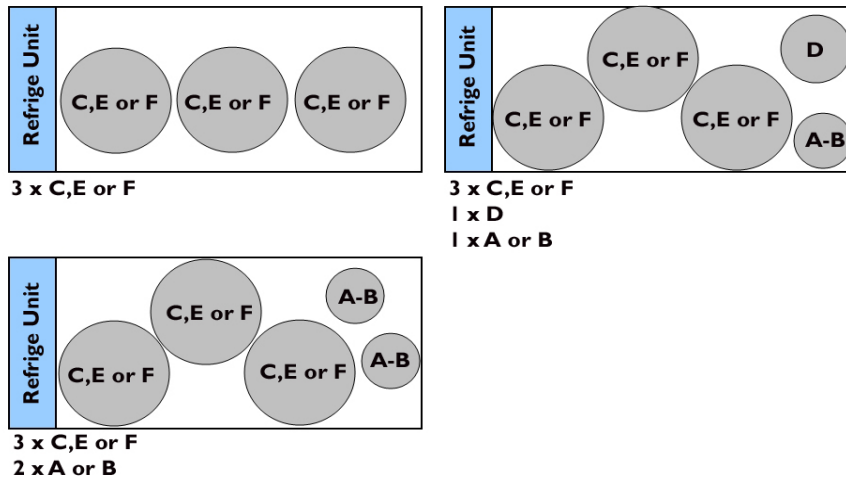 Refrige Unit
C,E or F
C,E or F
C,E or F
3 x C,E or F
Refrige Unit
C,E or F
C,E or F
C,E or F
D
A-B
3 x C,E or F
1 x D
1 x A or B
Refrige Unit
C,E or F
C,E or F
C,E or F
A-B
A-B
3 x C,E or F
2 x A or B